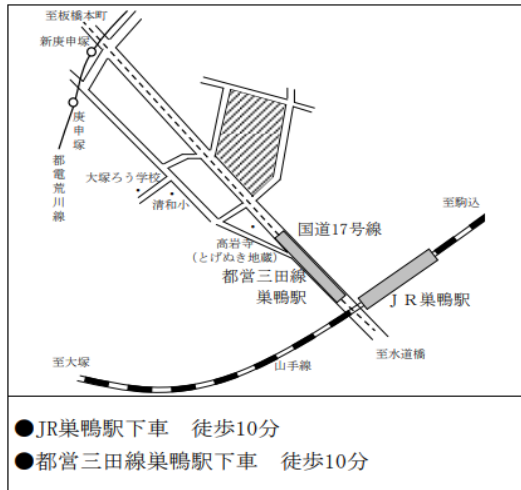 至板橋本町
新庚申塚
庚申塚
都電荒川線
大塚ろう学校
清和小
高岩寺
(とげぬき地蔵)
国道17号線
都営三田線
巣鴨駅
至駒込
JR巣鴨駅
至水道橋
山手線
至大塚
●JR巣鴨駅下車 徒歩10分
●都営三田線巣鴨駅下車 徒歩10分